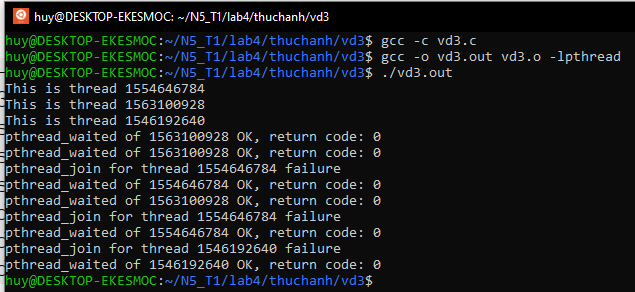 huy@DESKTOP-EKESMOC: ~/N5_T1/lab4/thuchanh/vd3
huy@DESKTOP-EKESMOC:~/N5_T1/lab4/thuchanh/vd3$ gcc -c vd3.c
huy@DESKTOP-EKESMOC:~/N5_T1/lab4/thuchanh/vd3$ gcc -o vd3.out vd3.o -lpthread
huy@DESKTOP-EKESMOC:~/N5_T1/lab4/thuchanh/vd3$ ./vd3.out
This is thread 1554646784
This is thread 1563100928
This is thread 1546192640
pthread_waited of 1563100928 OK, return code: 0
pthread_waited of 1563100928 OK, return code: 0
pthread_join for thread 1554646784 failure
pthread_waited of 1554646784 OK, return code: 0
pthread_waited of 1563100928 OK, return code: 0
pthread_join for thread 1554646784 failure
pthread_waited of 1554646784 OK, return code: 0
pthread_join for thread 1546192640 failure
pthread_waited of 1546192640 OK, return code: 0
huy@DESKTOP-EKESMOC:~/N5_T1/lab4/thuchanh/vd3$